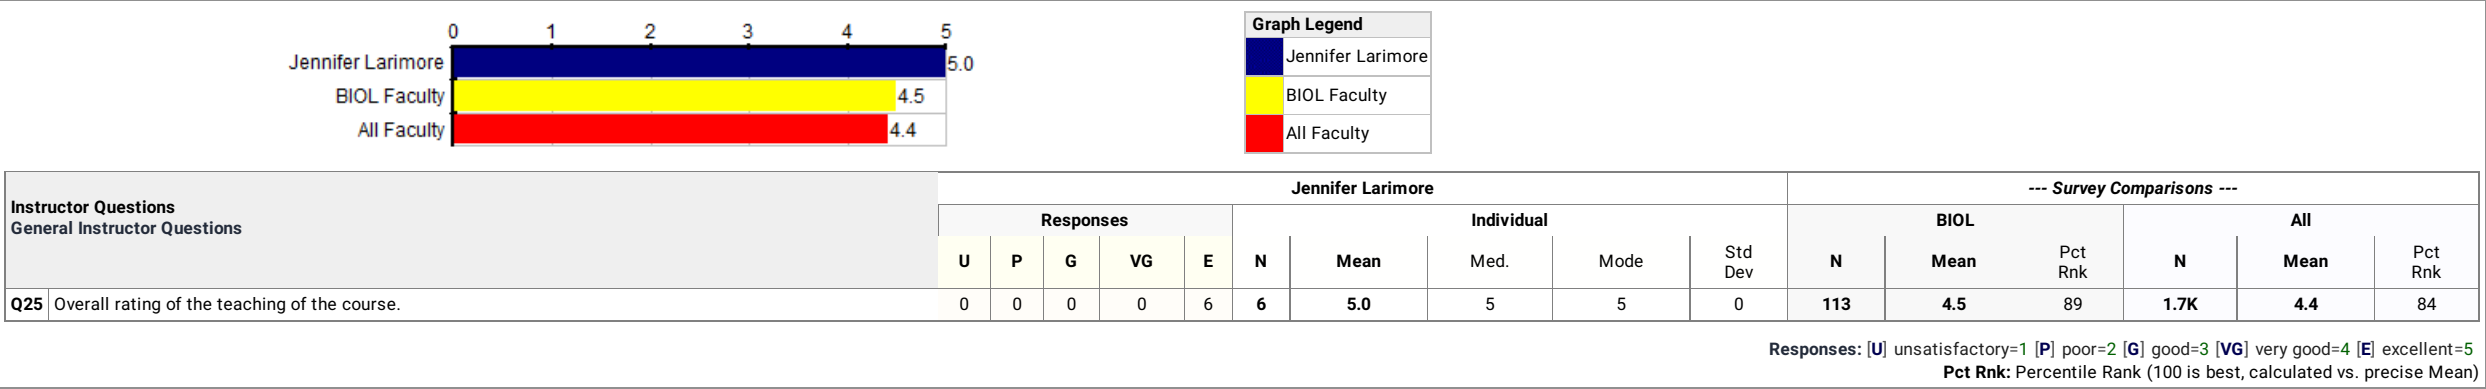 0 1 2 3 4 5
Jennifer Larimore 5.0
BIOL Faculty 4.5
All Faculty 4.4
Graph Legend
Jennifer Larimore
BIOL Faculty
All Faculty
Instructor Questions
General Instructor Questions
Jennifer Larimore --- Survey Comparisons ---
Responses Individual BIOL All
U P G VG E N Mean Med. Mode Std Dev N Mean Pct Rnk N Mean Pct Rnk
Q25 Overall rating of the teaching of the course. 0 0 0 0 6 6 5.0 5 5 0 113 4.5 89 1.7K 4.4 84
Responses: [U] unsatisfactory=1 [P] poor=2 [G] good=3 [VG] very good=4 [E] excellent=5
Pct Rnk: Percentile Rank (100 is best, calculated vs. precise Mean)